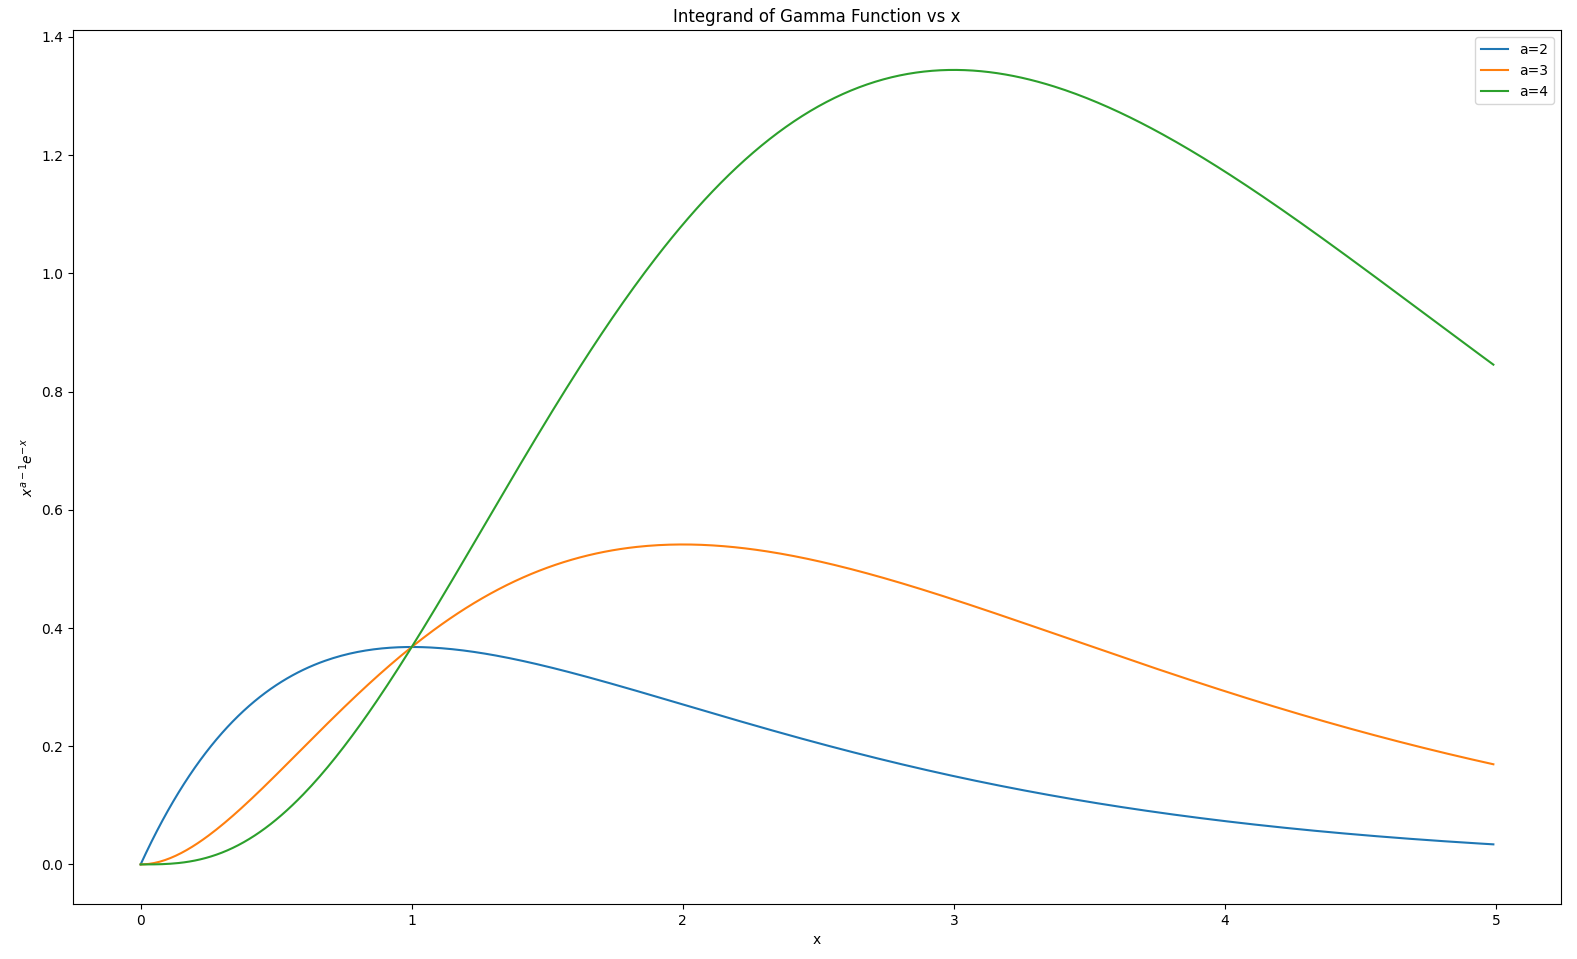 Integrand of Gamma Function vs x
a=2
a=3
a=4
1.4
1.2
1.0
0.8
0.6
0.4
0.2
0.0
x^{a−1}e^{−x}
0 1 2 3 4 5
x